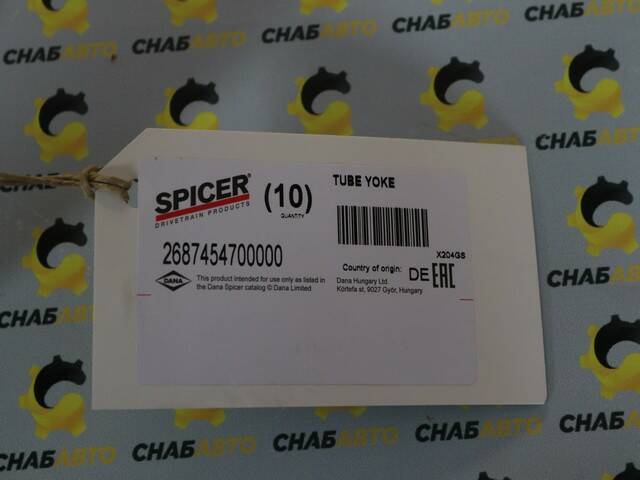 СНАБАВТО СНАБАВТО СНАБАВТО СНАБАВТО
СНАБАВТО
SPICER®
DRIVETRAIN PRODUCTS
(10)
QUANTITY
TUBE YOKE
2687454700000
X204GS
DANA
This product intended for use only as listed in
the Dana Spicer catalog © Dana Limited
Country of origin: DE EAC
Dana Hungary Ltd.
Körtefa st, 9027 Győr, Hungary
СНАБАВТО СНАБАВТО СНАБАВТО